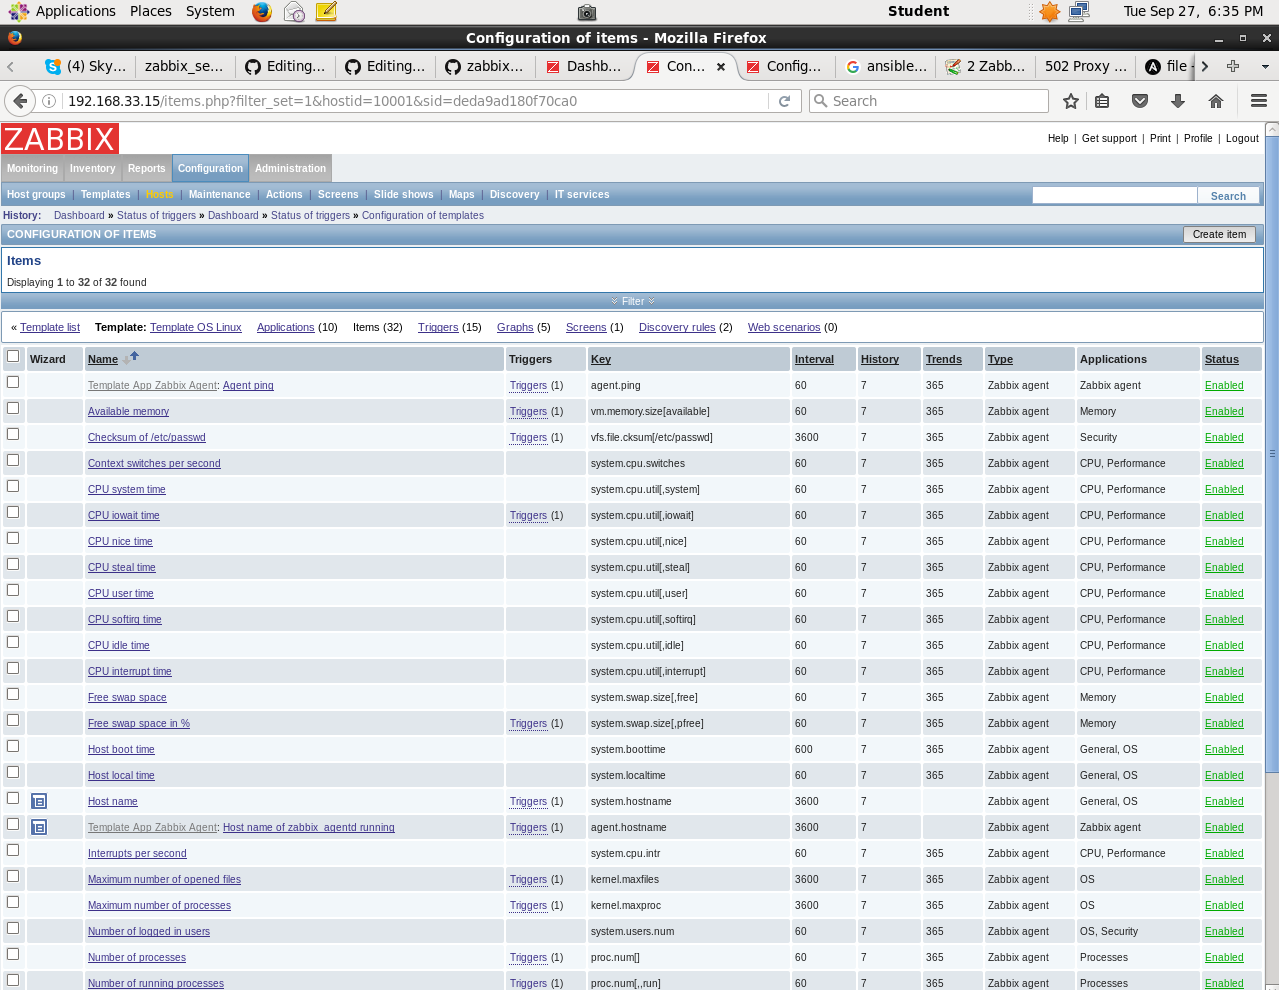 Applications Places System Student Tue Sep 27, 6:35 PM
Configuration of items - Mozilla Firefox
(4) Sky... zabbix_se... Editing... Editing... zabbix... Dashb... Con... Config... ansible... 2 Zabb... 502 Proxy ... file -
192.168.33.15/items.php?filter_set=1&hostid=10001&sid=deda9ad180f70ca0 Search
ZABBIX
Help | Get support | Print | Profile | Logout
Monitoring Inventory Reports Configuration Administration
Host groups | Templates | Hosts | Maintenance | Actions | Screens | Slide shows | Maps | Discovery | IT services Search
History: Dashboard » Status of triggers » Dashboard » Status of triggers » Configuration of templates
CONFIGURATION OF ITEMS Create item
Items
Displaying 1 to 32 of 32 found
Filter
« Template list Template: Template OS Linux Applications (10) Items (32) Triggers (15) Graphs (5) Screens (1) Discovery rules (2) Web scenarios (0)
Wizard Name Triggers Key Interval History Trends Type Applications Status
Template App Zabbix Agent: Agent ping Triggers (1) agent.ping 60 7 365 Zabbix agent Zabbix agent Enabled
Available memory Triggers (1) vm.memory.size[available] 60 7 365 Zabbix agent Memory Enabled
Checksum of /etc/passwd Triggers (1) vfs.file.cksum[/etc/passwd] 3600 7 365 Zabbix agent Security Enabled
Context switches per second system.cpu.switches 60 7 365 Zabbix agent CPU, Performance Enabled
CPU system time system.cpu.util[,system] 60 7 365 Zabbix agent CPU, Performance Enabled
CPU iowait time Triggers (1) system.cpu.util[,iowait] 60 7 365 Zabbix agent CPU, Performance Enabled
CPU nice time system.cpu.util[,nice] 60 7 365 Zabbix agent CPU, Performance Enabled
CPU steal time system.cpu.util[,steal] 60 7 365 Zabbix agent CPU, Performance Enabled
CPU user time system.cpu.util[,user] 60 7 365 Zabbix agent CPU, Performance Enabled
CPU softirq time system.cpu.util[,softirq] 60 7 365 Zabbix agent CPU, Performance Enabled
CPU idle time system.cpu.util[,idle] 60 7 365 Zabbix agent CPU, Performance Enabled
CPU interrupt time system.cpu.util[,interrupt] 60 7 365 Zabbix agent CPU, Performance Enabled
Free swap space system.swap.size[,free] 60 7 365 Zabbix agent Memory Enabled
Free swap space in % Triggers (1) system.swap.size[,pfree] 60 7 365 Zabbix agent Memory Enabled
Host boot time system.boottime 600 7 365 Zabbix agent General, OS Enabled
Host local time system.localtime 60 7 365 Zabbix agent General, OS Enabled
Host name Triggers (1) system.hostname 3600 7 Zabbix agent General, OS Enabled
Template App Zabbix Agent: Host name of zabbix_agentd running Triggers (1) agent.hostname 3600 7 Zabbix agent Zabbix agent Enabled
Interrupts per second system.cpu.intr 60 7 365 Zabbix agent CPU, Performance Enabled
Maximum number of opened files Triggers (1) kernel.maxfiles 3600 7 365 Zabbix agent OS Enabled
Maximum number of processes Triggers (1) kernel.maxproc 3600 7 365 Zabbix agent OS Enabled
Number of logged in users system.users.num 60 7 365 Zabbix agent OS, Security Enabled
Number of processes Triggers (1) proc.num[] 60 7 365 Zabbix agent Processes Enabled
Number of running processes Triggers (1) proc.num[,,run] 60 7 365 Zabbix agent Processes Enabled